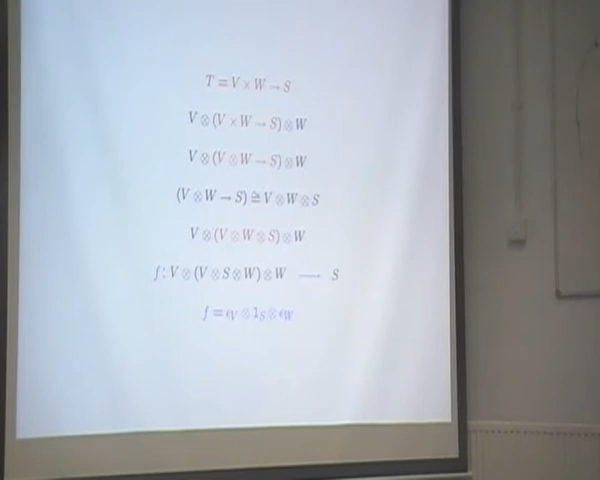 T = V × W → S
V ⊗ (V × W → S) ⊗ W
V ⊗ (V ⊗ W → S) ⊗ W
(V ⊗ W → S) ≅ V ⊗ W ⊗ S
V ⊗ (V ⊗ W ⊗ S) ⊗ W
f : V ⊗ (V ⊗ S ⊗ W) ⊗ W → S
f = ϵ_V ⊗ 1_S ⊗ ϵ_W